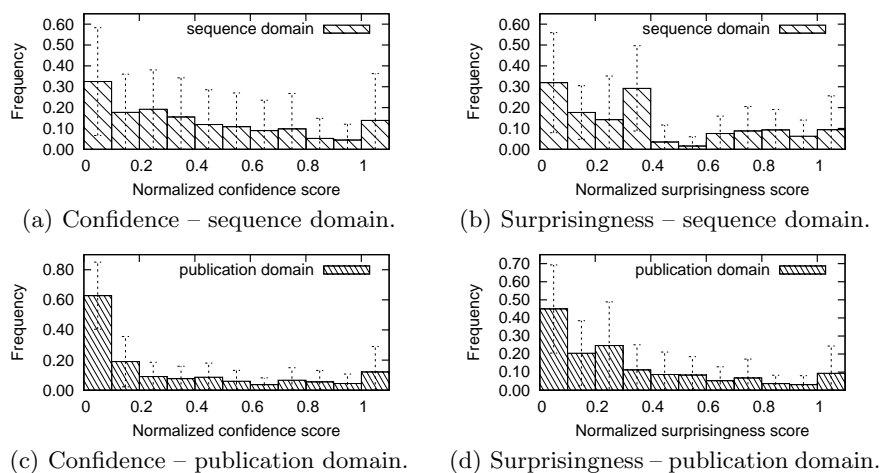 0.60
0.50
0.40
0.30
0.20
0.10
0.00
Frequency
sequence domain
0 0.2 0.4 0.6 0.8 1
Normalized confidence score
(a) Confidence – sequence domain.
0.60
0.50
0.40
0.30
0.20
0.10
0.00
Frequency
sequence domain
0 0.2 0.4 0.6 0.8 1
Normalized surprisingness score
(b) Surprisingness – sequence domain.
0.80
0.60
0.40
0.20
0.00
Frequency
publication domain
0 0.2 0.4 0.6 0.8 1
Normalized confidence score
(c) Confidence – publication domain.
0.70
0.60
0.50
0.40
0.30
0.20
0.10
0.00
Frequency
publication domain
0 0.2 0.4 0.6 0.8 1
Normalized surprisingness score
(d) Surprisingness – publication domain.